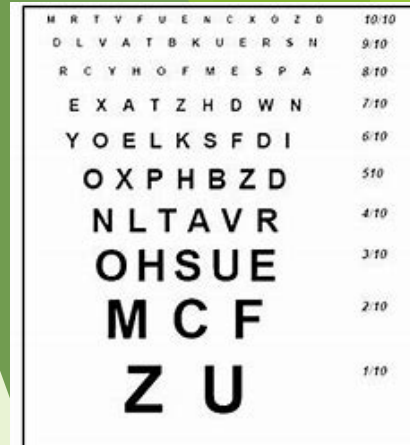 M R T V F U E N C X O Z D 10/10
D L V A T B K U E R S N 9/10
R C Y H O F M E S P A 8/10
E X A T Z H D W N 7/10
Y O E L K S F D I 6/10
O X P H B Z D 510
N L T A V R 4/10
O H S U E 3/10
M C F 2/10
Z U 1/10